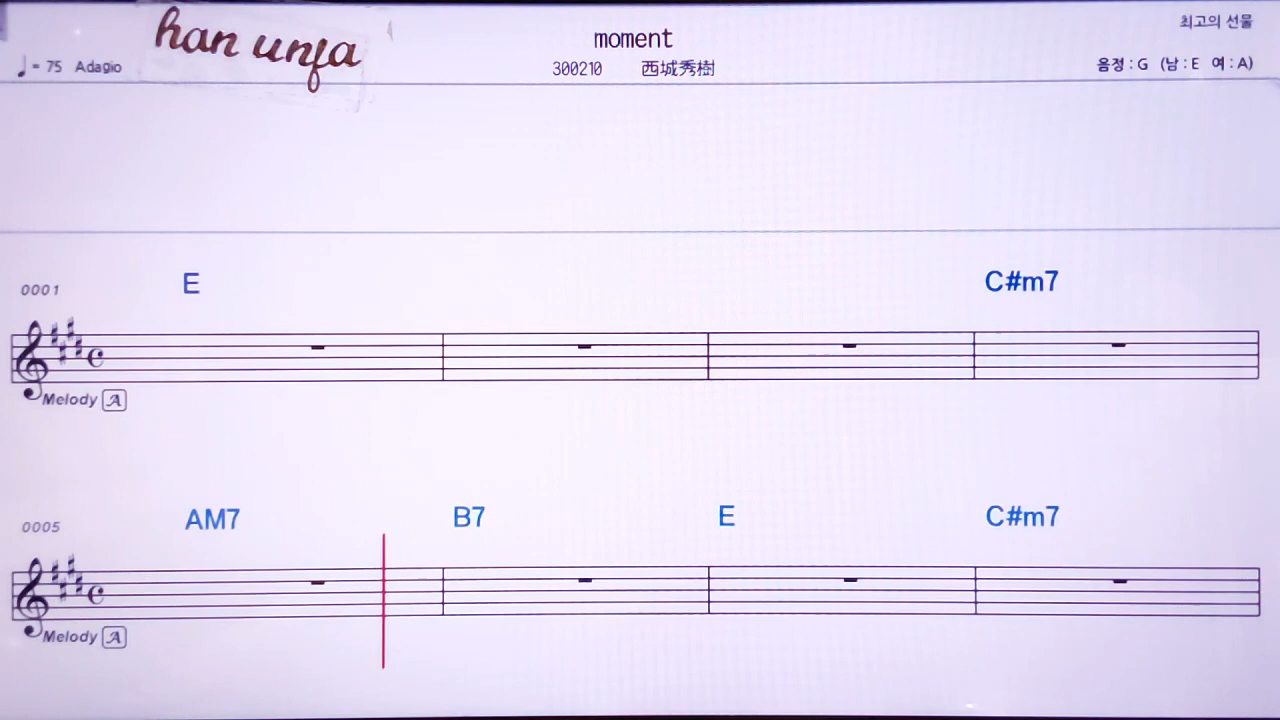 han unfa
moment
최고의 선물
= 75 Adagio
300210 西城秀樹
음정 : G (남 : E 여 : A)
0001 E C#m7
Melody A
0005 AM7 B7 E C#m7
Melody A